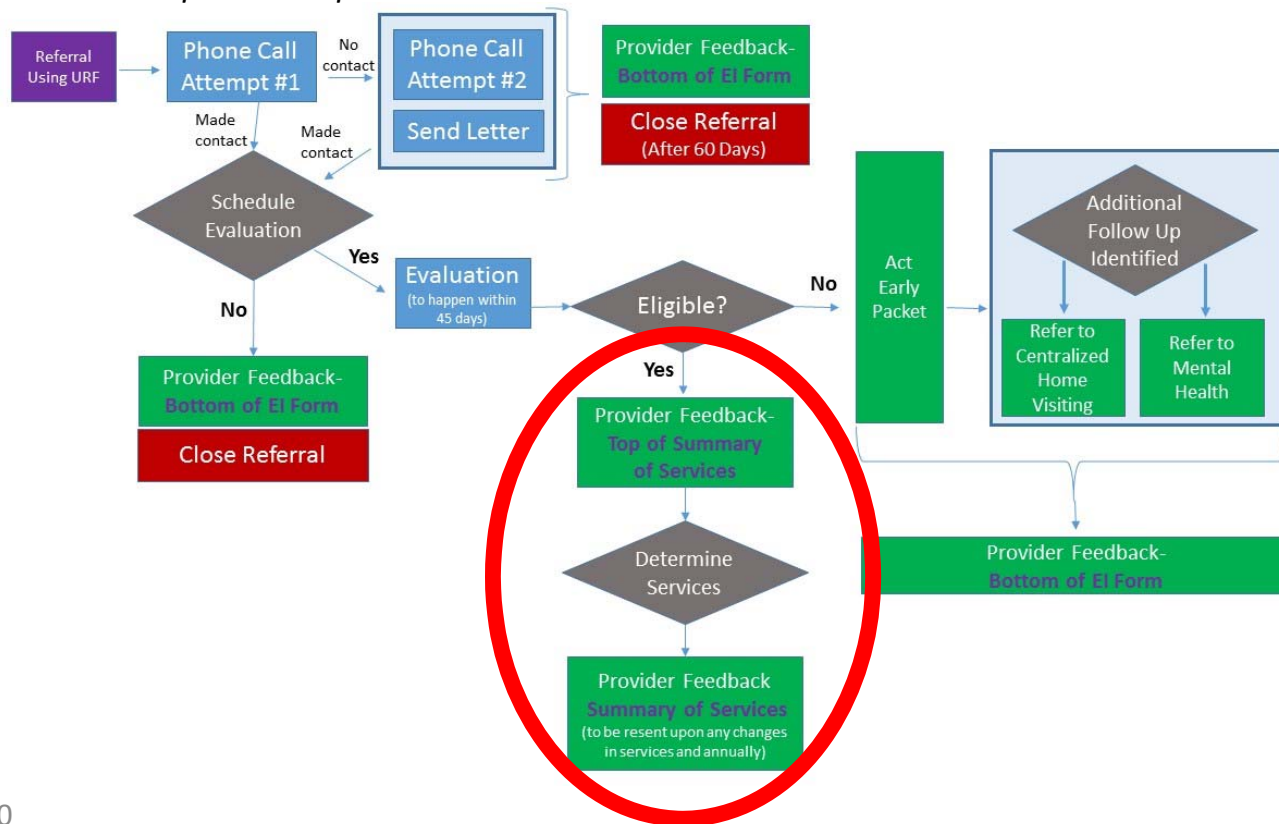 Referral
Using URF
Phone Call
Attempt #1
No
contact
Phone Call
Attempt #2
Send Letter
Provider Feedback-
Bottom of EI Form
Close Referral
(After 60 Days)
Made
contact
Made
contact
Schedule
Evaluation
Yes
No
Provider Feedback-
Bottom of EI Form
Close Referral
Evaluation
(to happen within
45 days)
Eligible?
No
Act
Early
Packet
Additional
Follow Up
Identified
Refer to
Centralized
Home
Visiting
Refer to
Mental
Health
Provider Feedback-
Bottom of EI Form
Yes
Provider Feedback-
Top of Summary
of Services
Determine
Services
Provider Feedback
Summary of Services
(to be resent upon any changes
in services and annually)
0